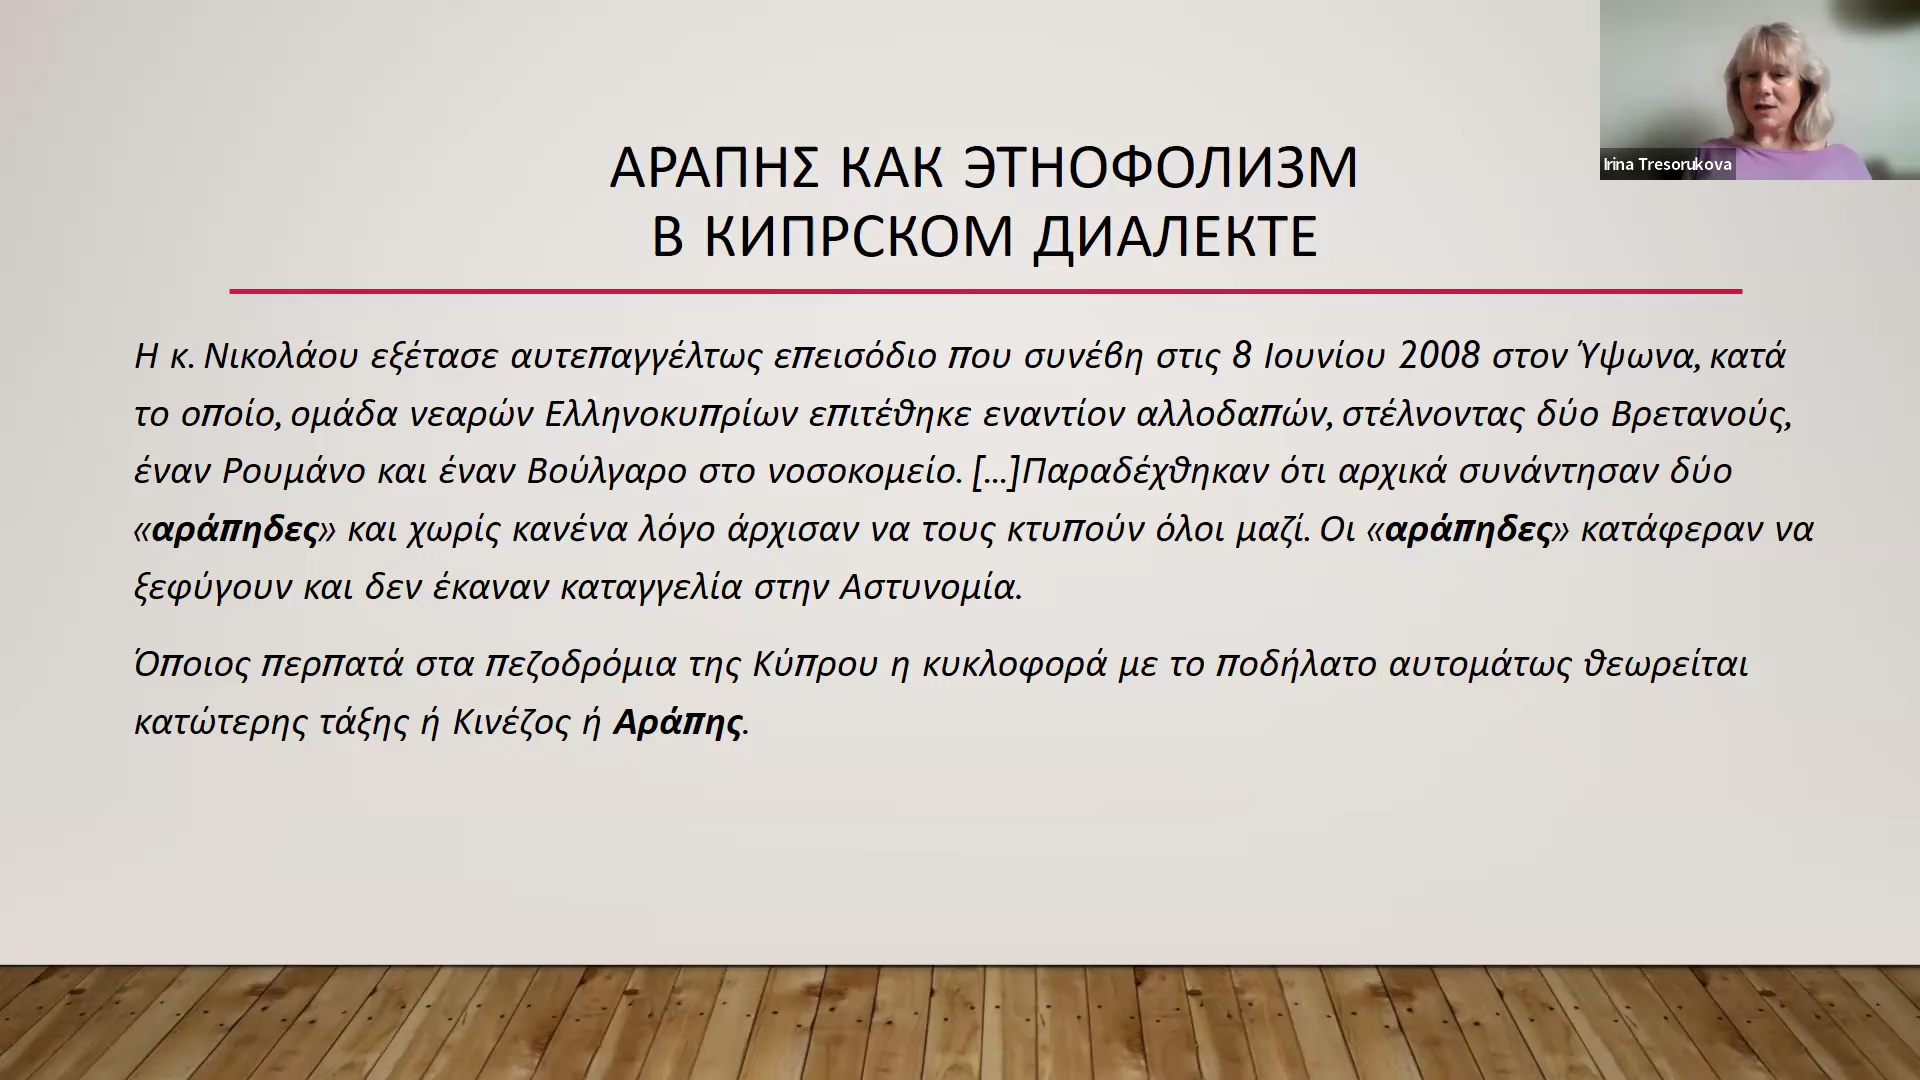 ΑΡΑΠΗΣ КАК ЭТНОФОЛИЗМ
В КИПРСКОМ ДИАЛЕКТЕ
Irina Tresorukova
Η κ. Νικολάου εξέτασε αυτεπαγγέλτως επεισόδιο που συνέβη στις 8 Ιουνίου 2008 στον Ύψωνα, κατά
το οποίο, ομάδα νεαρών Ελληνοκυπρίων επιτέθηκε εναντίον αλλοδαπών, στέλνοντας δύο Βρετανούς,
έναν Ρουμάνο και έναν Βούλγαρο στο νοσοκομείο. [...]Παραδέχθηκαν ότι αρχικά συνάντησαν δύο
«αράπηδες» και χωρίς κανένα λόγο άρχισαν να τους κτυπούν όλοι μαζί. Οι «αράπηδες» κατάφεραν να
ξεφύγουν και δεν έκαναν καταγγελία στην Αστυνομία.
Όποιος περπατά στα πεζοδρόμια της Κύπρου η κυκλοφορά με το ποδήλατο αυτομάτως θεωρείται
κατώτερης τάξης ή Κινέζος ή Αράπης.